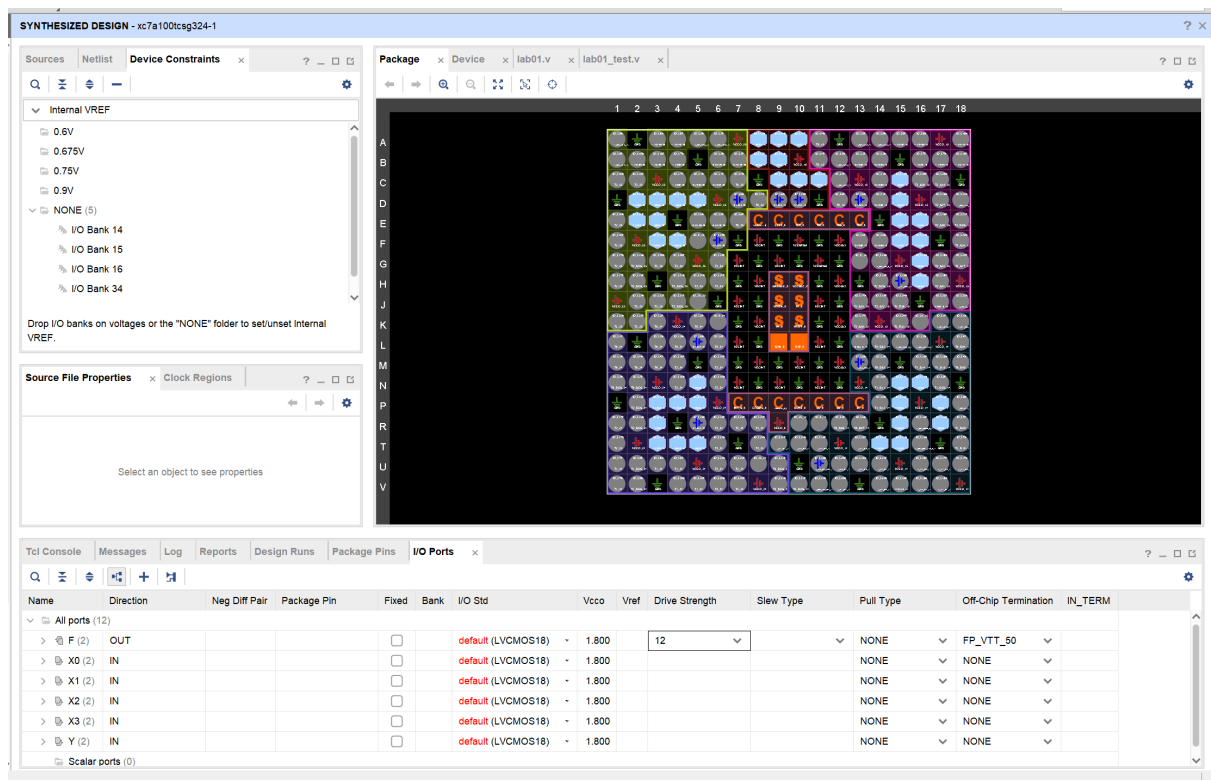 SYNTHESIZED DESIGN - xc7a100tcsg324-1
Sources Netlist Device Constraints
Internal VREF
0.6V
0.675V
0.75V
0.9V
NONE (5)
I/O Bank 14
I/O Bank 15
I/O Bank 16
I/O Bank 34
Drop I/O banks on voltages or the "NONE" folder to set/unset Internal
VREF.
Source File Properties Clock Regions
Select an object to see properties
Package Device lab01.v lab01_test.v
1 2 3 4 5 6 7 8 9 10 11 12 13 14 15 16 17 18
A
B
C
D
E C C C C C C
F
G
H S S
J S S
K S S
L
M
N
P C C C C C C C
R
T
U
V
Tcl Console Messages Log Reports Design Runs Package Pins I/O Ports
Name Direction Neg Diff Pair Package Pin Fixed Bank I/O Std Vcco Vref Drive Strength Slew Type Pull Type Off-Chip Termination IN_TERM
All ports (12)
F (2) OUT default (LVCMOS18) 1.800 12 NONE FP_VTT_50
X0 (2) IN default (LVCMOS18) 1.800 NONE NONE
X1 (2) IN default (LVCMOS18) 1.800 NONE NONE
X2 (2) IN default (LVCMOS18) 1.800 NONE NONE
X3 (2) IN default (LVCMOS18) 1.800 NONE NONE
Y (2) IN default (LVCMOS18) 1.800 NONE NONE
Scalar ports (0)